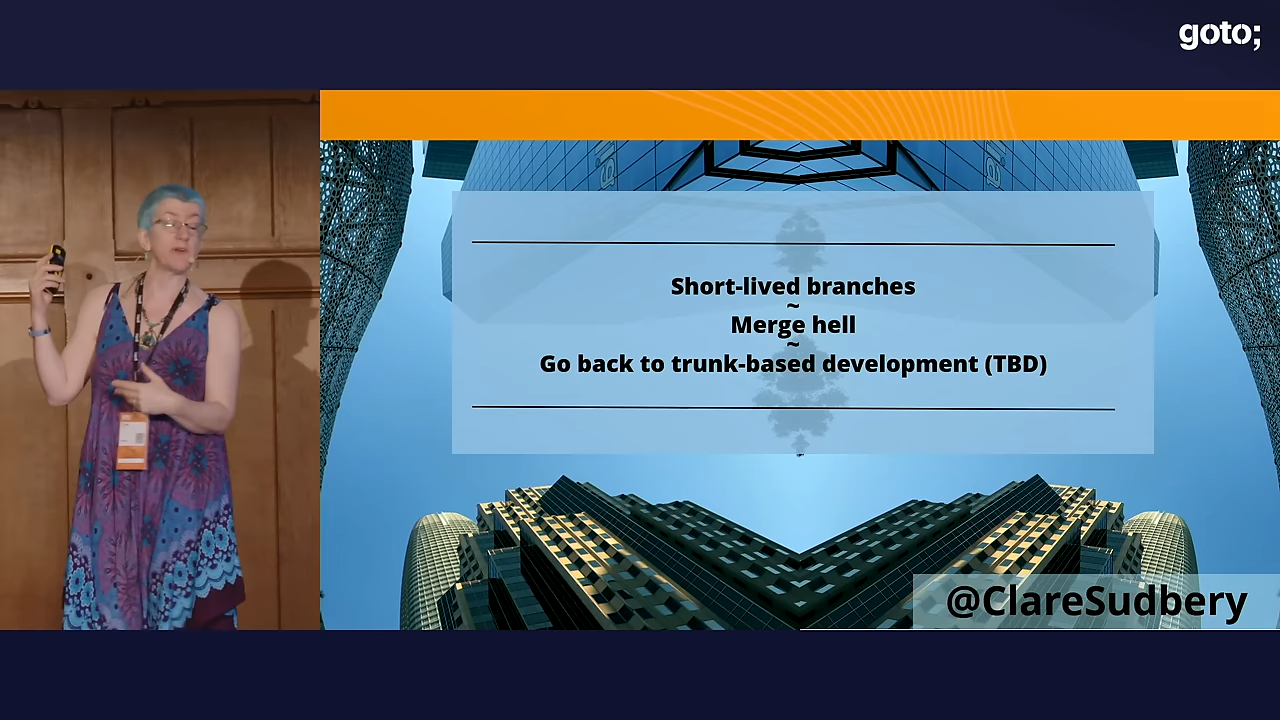 goto;
Short-lived branches
~
Merge hell
~
Go back to trunk-based development (TBD)
@ClareSudbery